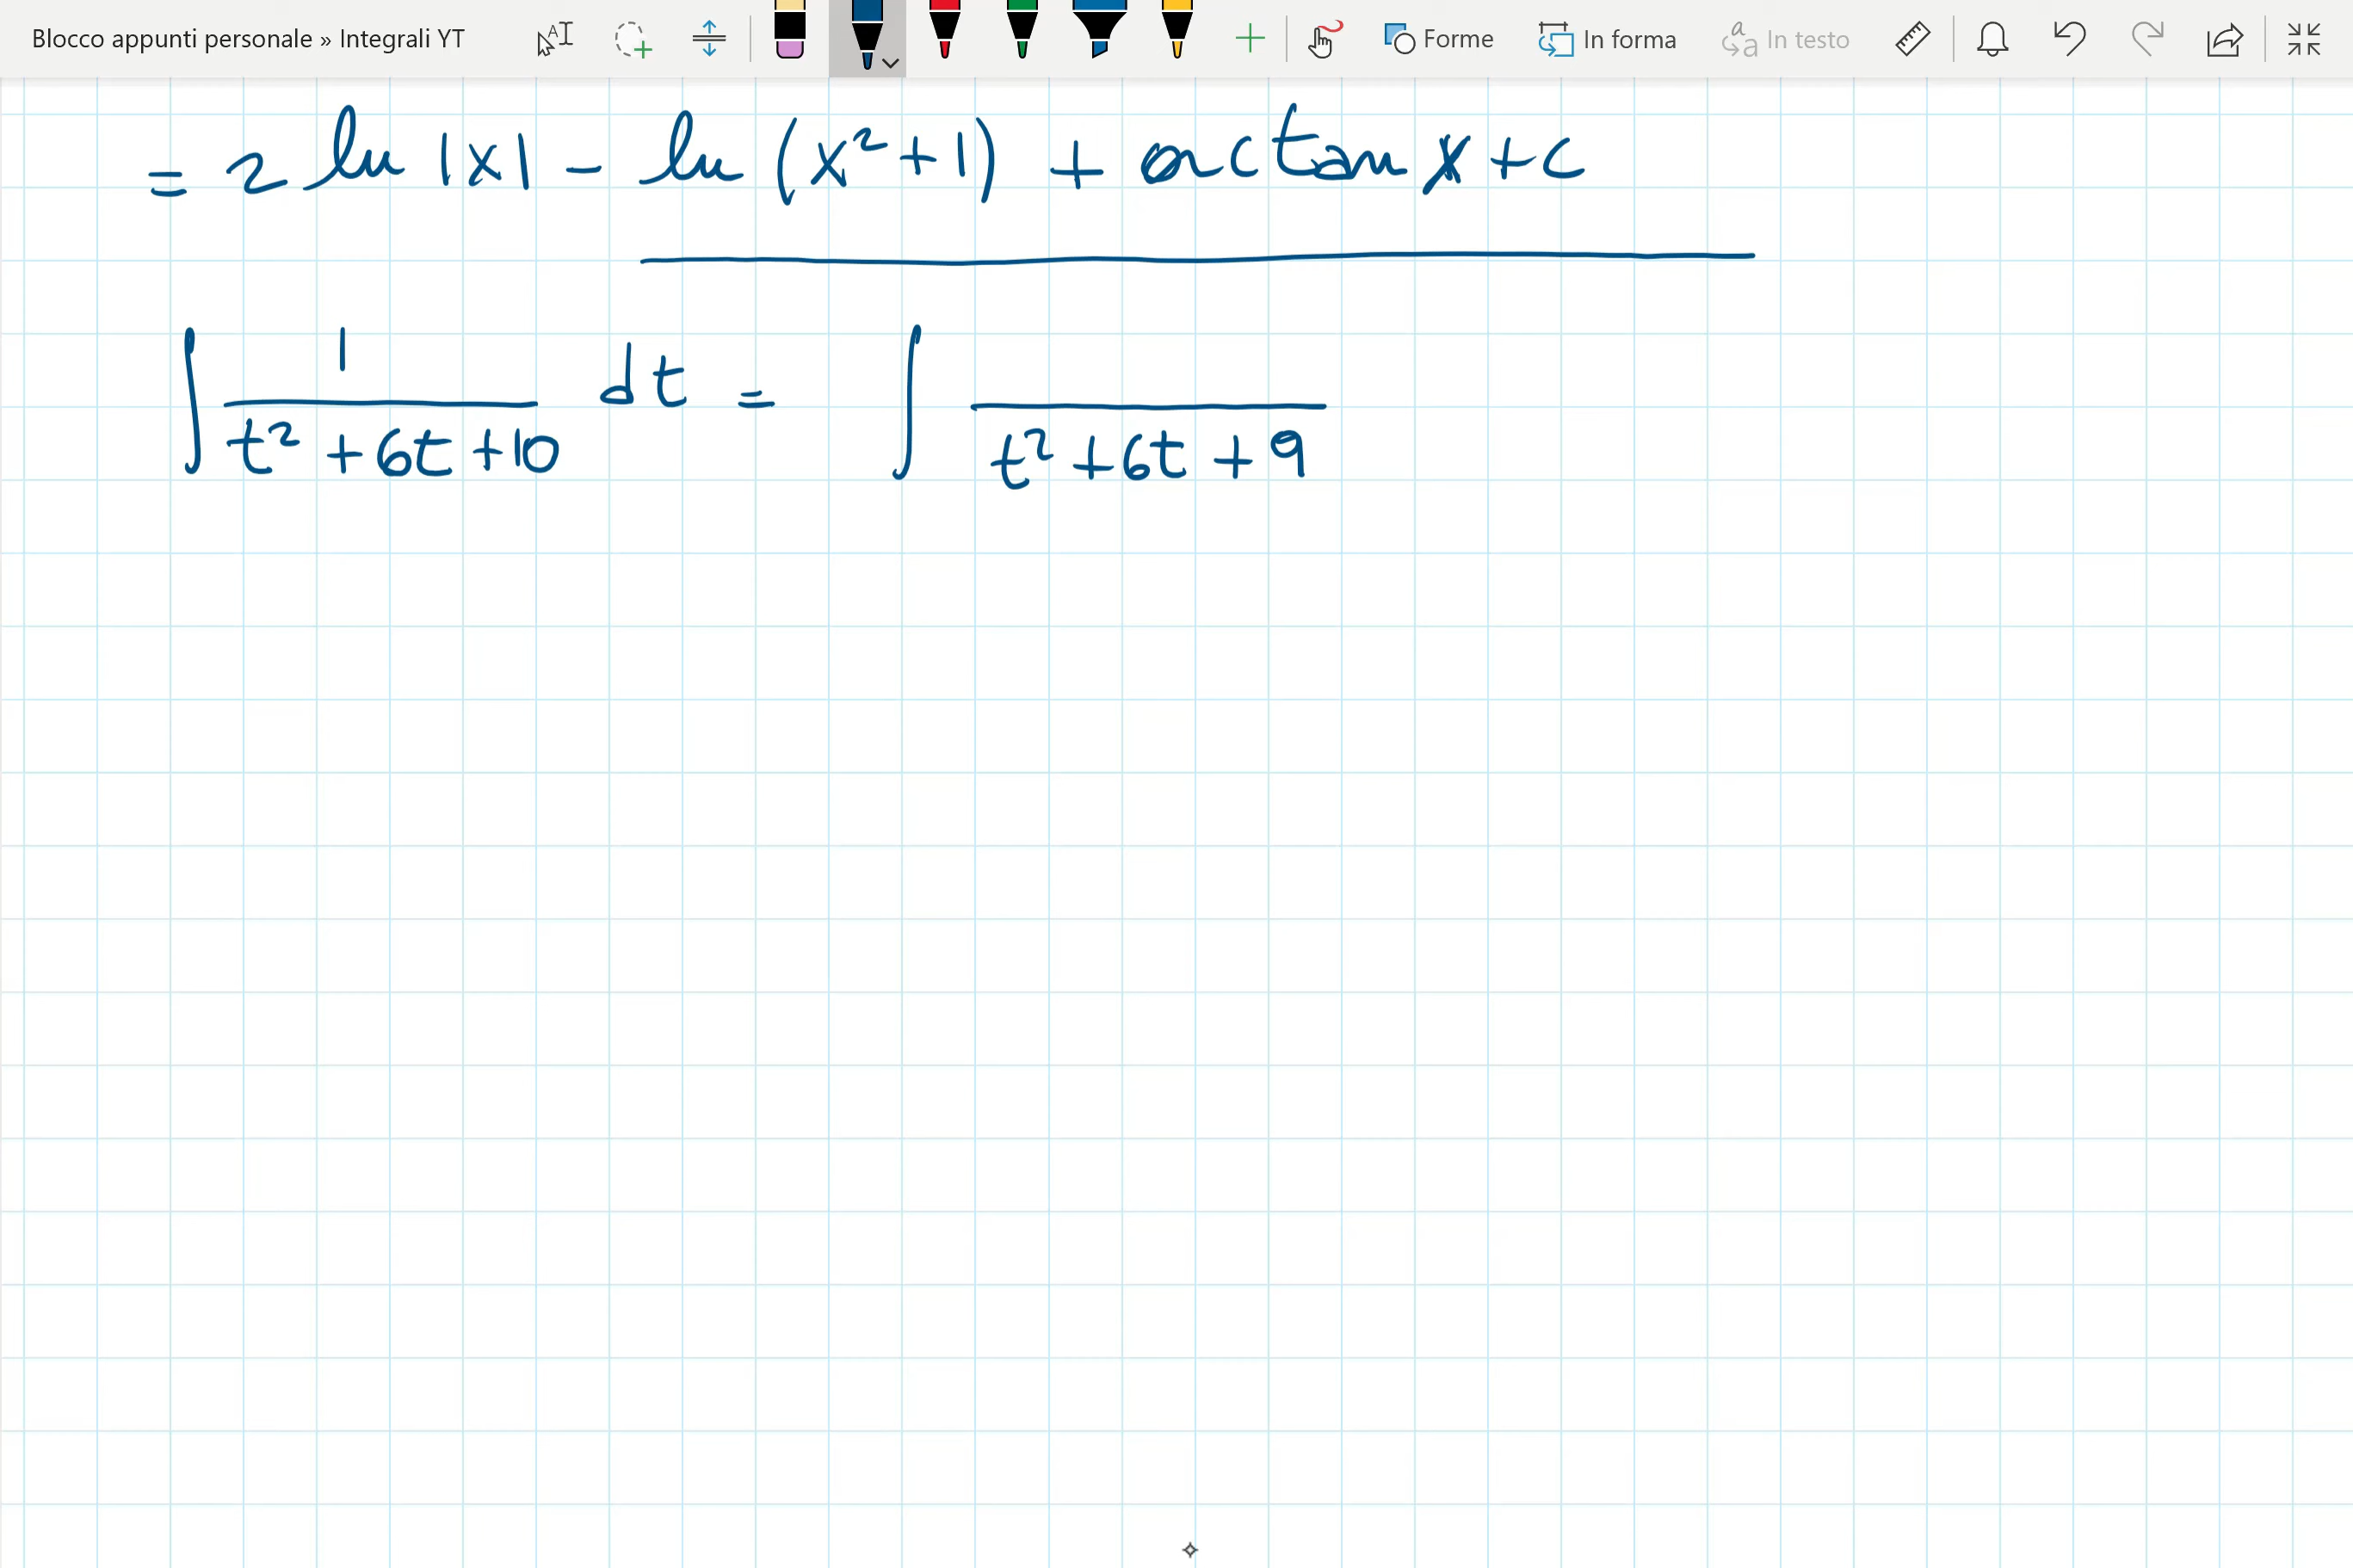 Blocco appunti personale » Integrali YT Forme In forma In testo
= 2 ln |x| - ln (x²+1) + arctan x + c
∫ 1/(t² + 6t + 10) dt = ∫ /(t² + 6t + 9